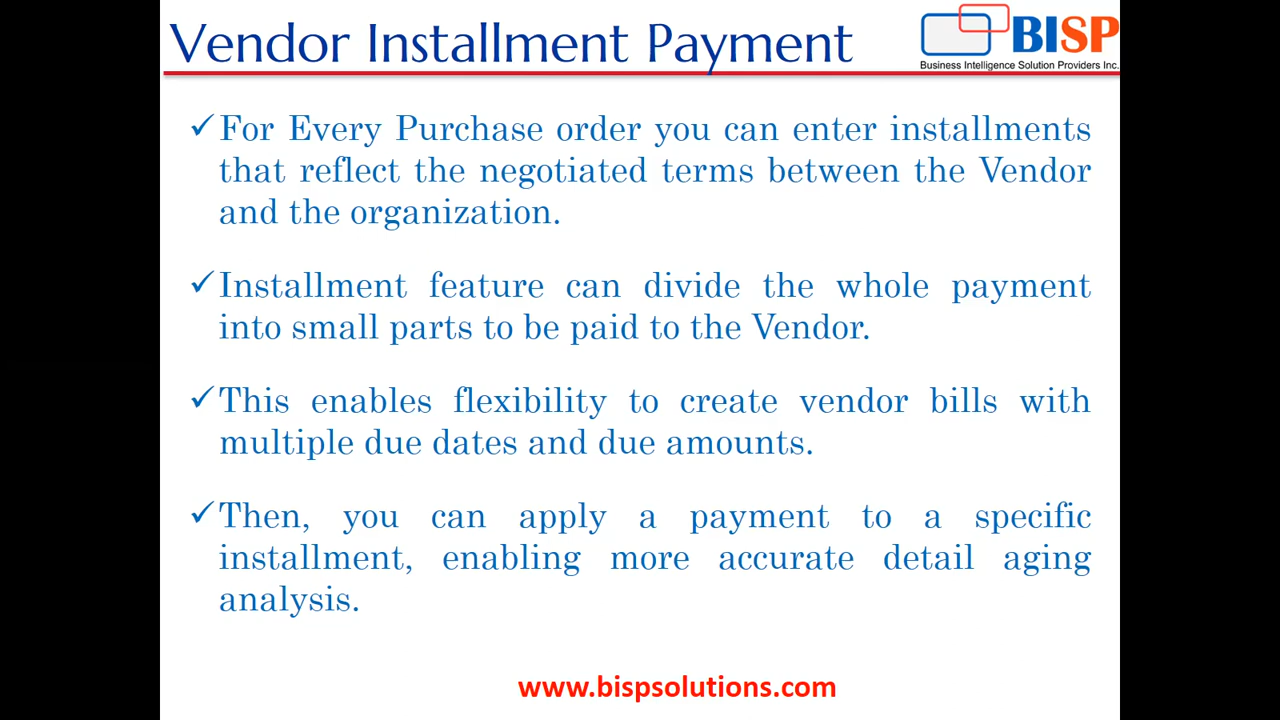 Vendor Installment Payment
BISP
Business Intelligence Solution Providers Inc.
✓For Every Purchase order you can enter installments
that reflect the negotiated terms between the Vendor
and the organization.
✓Installment feature can divide the whole payment
into small parts to be paid to the Vendor.
✓This enables flexibility to create vendor bills with
multiple due dates and due amounts.
✓Then, you can apply a payment to a specific
installment, enabling more accurate detail aging
analysis.
www.bispsolutions.com